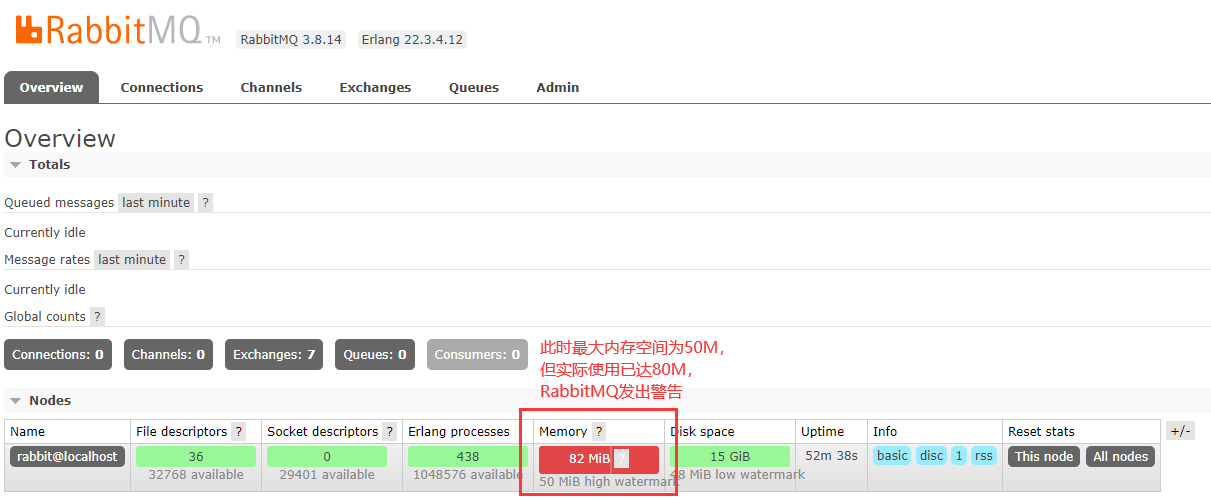 RabbitMQ TM RabbitMQ 3.8.14 Erlang 22.3.4.12
Overview Connections Channels Exchanges Queues Admin
Overview
Totals
Queued messages last minute ?
Currently idle
Message rates last minute ?
Currently idle
Global counts ?
Connections: 0 Channels: 0 Exchanges: 7 Queues: 0 Consumers: 0
此时最大内存空间为50M，
但实际使用已达80M，
RabbitMQ发出警告
Nodes
Name File descriptors ? Socket descriptors ? Erlang processes Memory ? Disk space Uptime Info Reset stats +/-
rabbit@localhost 36 0 438 82 MiB ? 15 GiB 52m 38s basic disc 1 rss This node All nodes
32768 available 29401 available 1048576 available 50 MiB high watermark 48 MiB low watermark